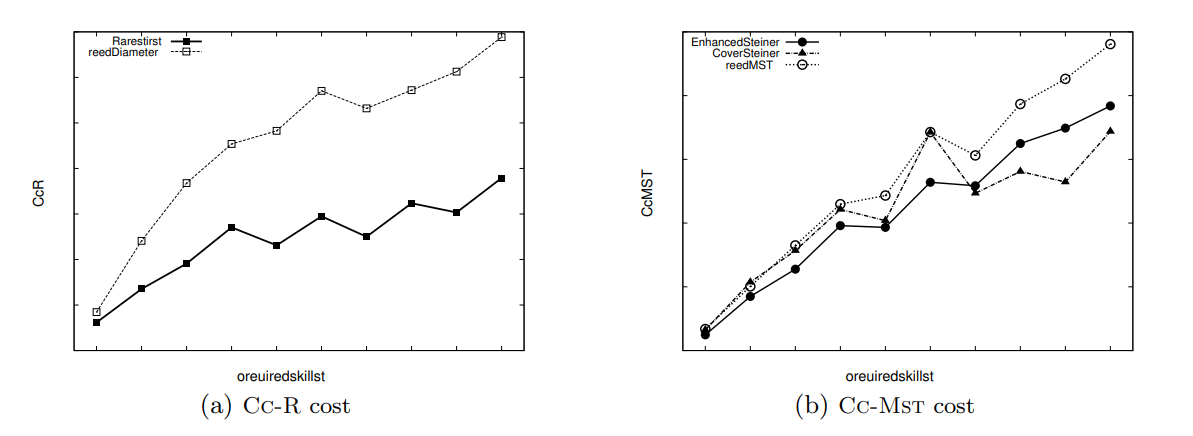 Rarestirst
reedDiameter
CcR
oreuiredskillst
(a) Cc-R cost
EnhancedSteiner
CoverSteiner
reedMST
CcMST
oreuiredskillst
(b) Cc-Mst cost